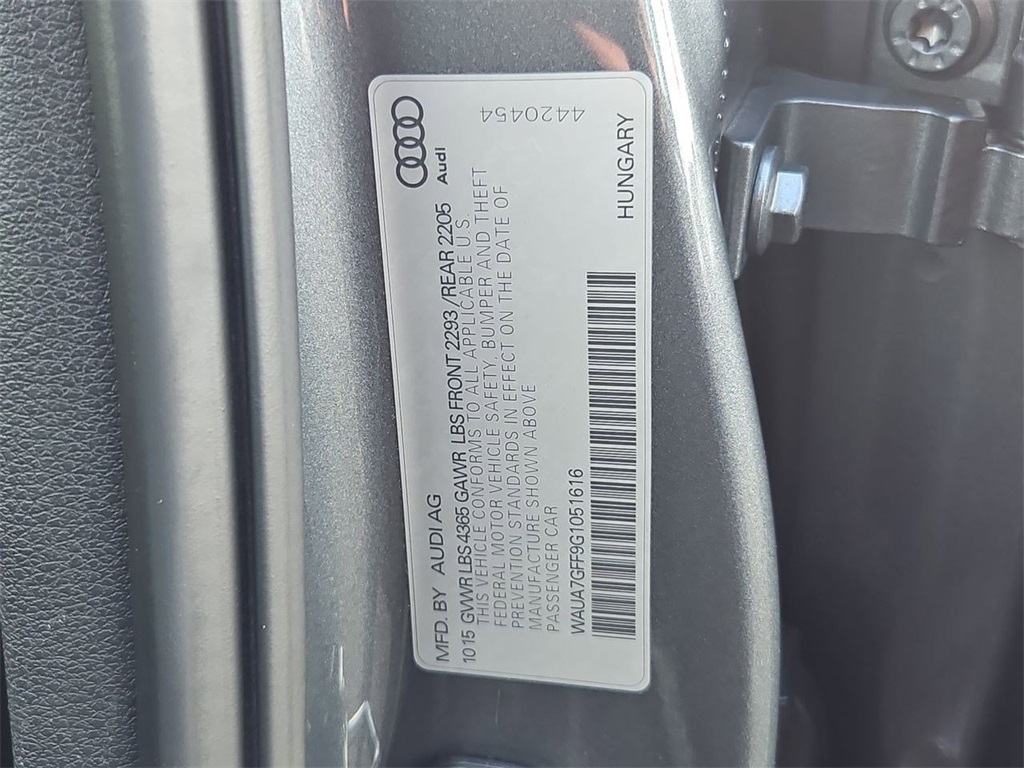 Audi
4420454
MFD. BY AUDI AG
1015 GVWR LBS 4365 GAWR LBS FRONT 2293 /REAR 2205
THIS VEHICLE CONFORMS TO ALL APPLICABLE U.S.
FEDERAL MOTOR VEHICLE SAFETY, BUMPER AND THEFT
PREVENTION STANDARDS IN EFFECT ON THE DATE OF
MANUFACTURE SHOWN ABOVE
PASSENGER CAR
WAUA7GFF9G1051616
HUNGARY